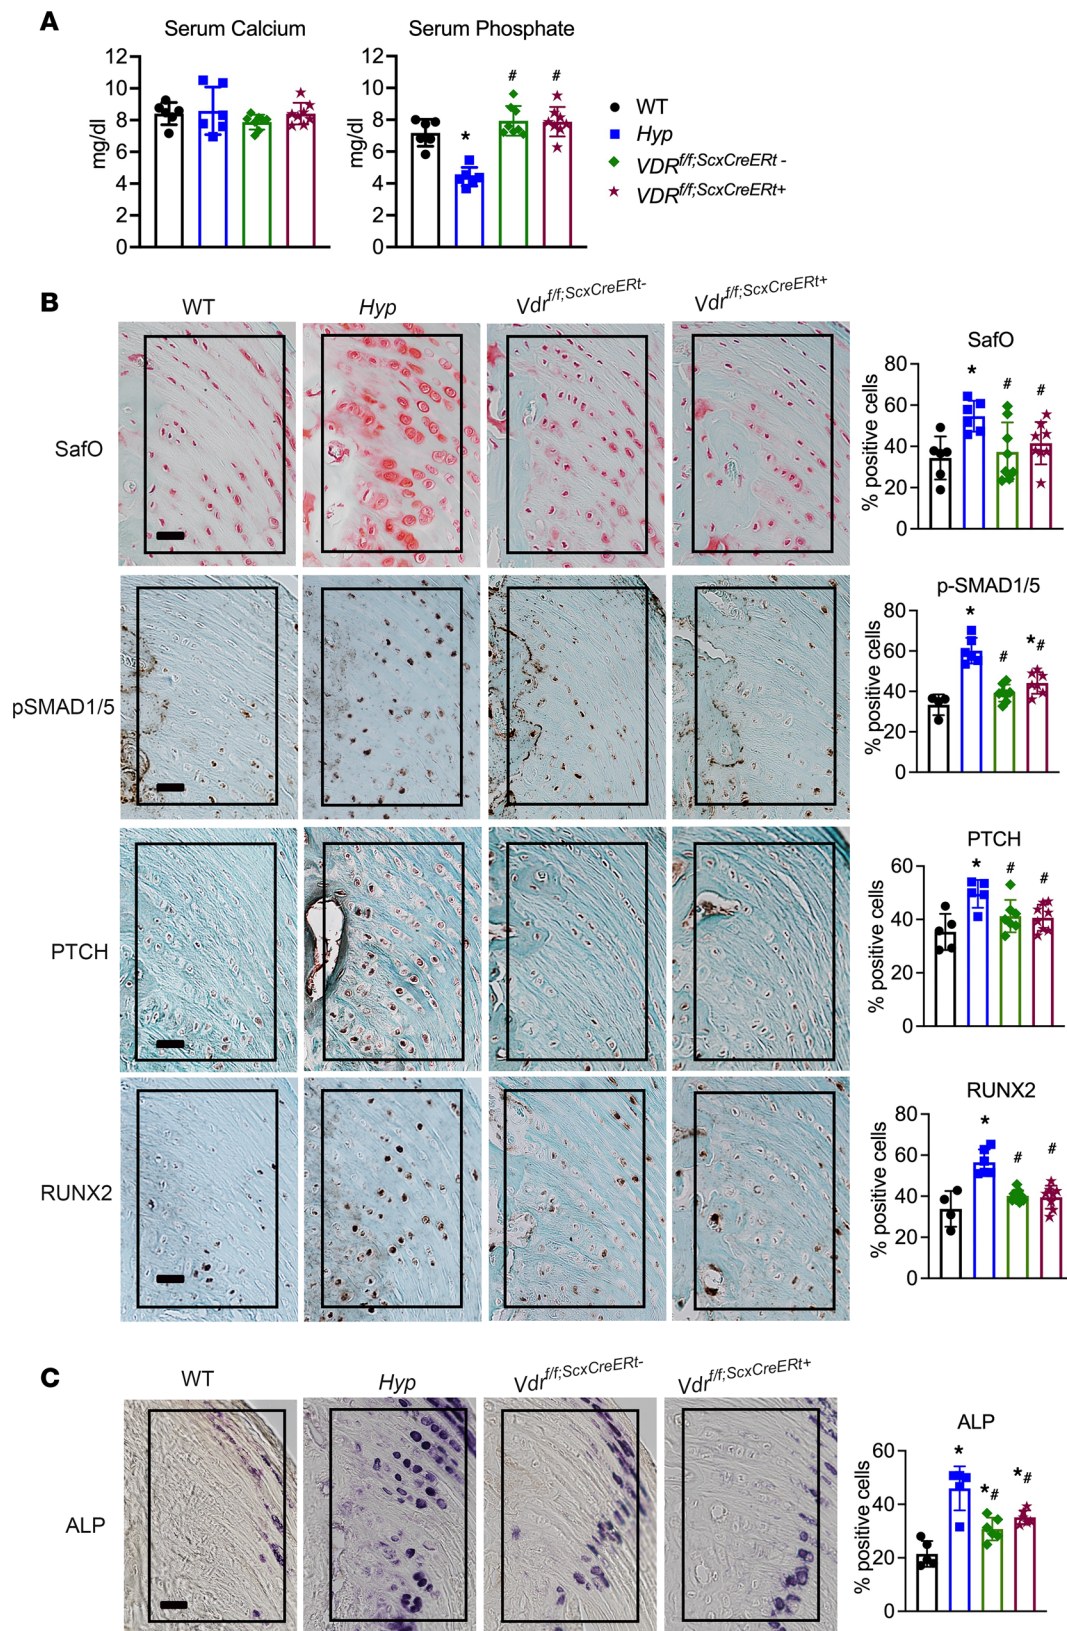 A
Serum Calcium
Serum Phosphate
12
10
8
6
4
2
0
mg/dl
12
10
8
6
4
2
0
mg/dl
*
#
#
WT
Hyp
VDRf/f;ScxCreERt -
VDRf/f;ScxCreERt+
B
WT
Hyp
Vdrf/f;ScxCreERt-
Vdrf/f;ScxCreERt+
SafO
SafO
80
60
40
20
0
% positive cells
*
#
#
pSMAD1/5
p-SMAD1/5
80
60
40
20
0
% positive cells
*
#
*#
PTCH
PTCH
60
40
20
0
% positive cells
*
#
#
RUNX2
RUNX2
80
60
40
20
0
% positive cells
*
#
#
C
WT
Hyp
Vdrf/f;ScxCreERt-
Vdrf/f;ScxCreERt+
ALP
ALP
60
40
20
0
% positive cells
*
*#
*#